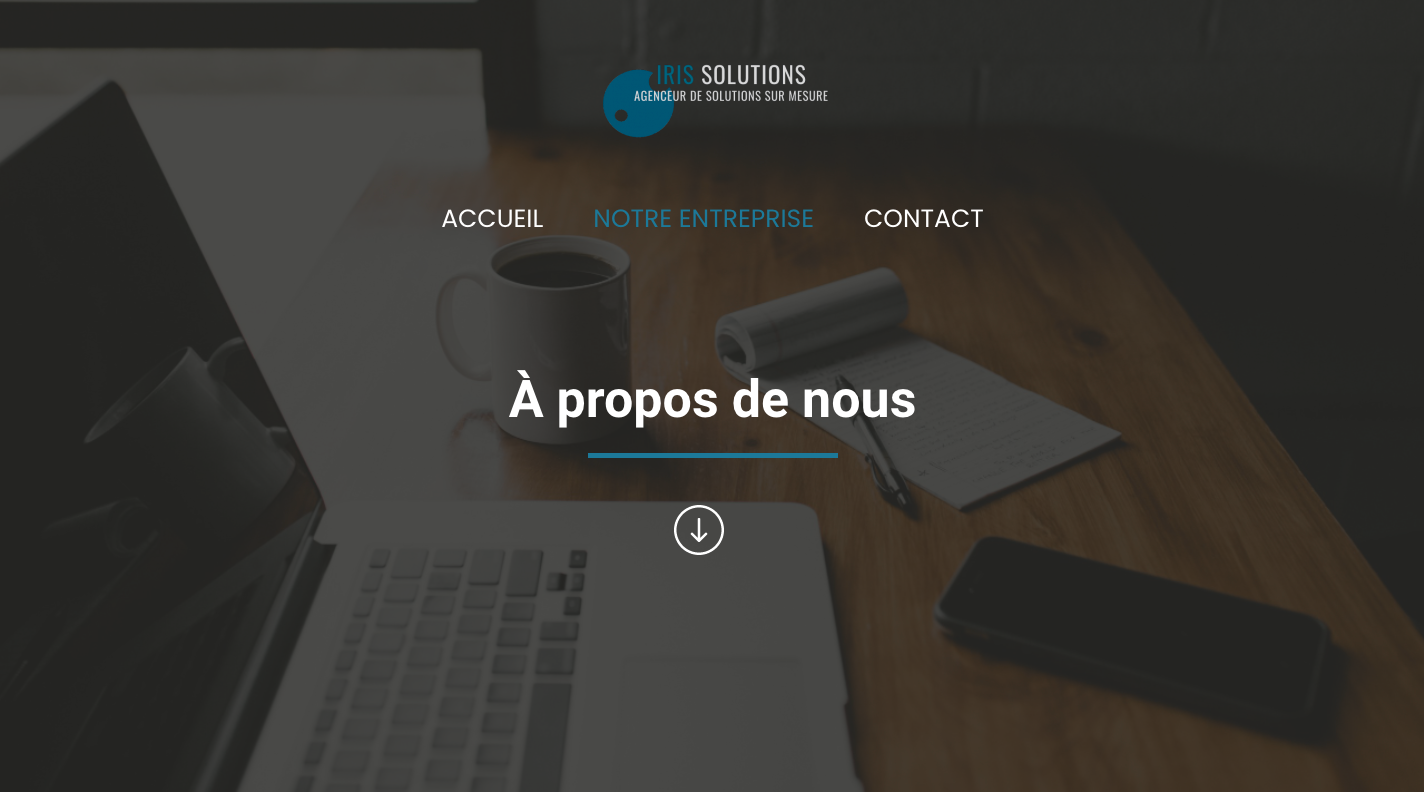 IRIS SOLUTIONS
AGENCEUR DE SOLUTIONS SUR MESURE
ACCUEIL NOTRE ENTREPRISE CONTACT
À propos de nous